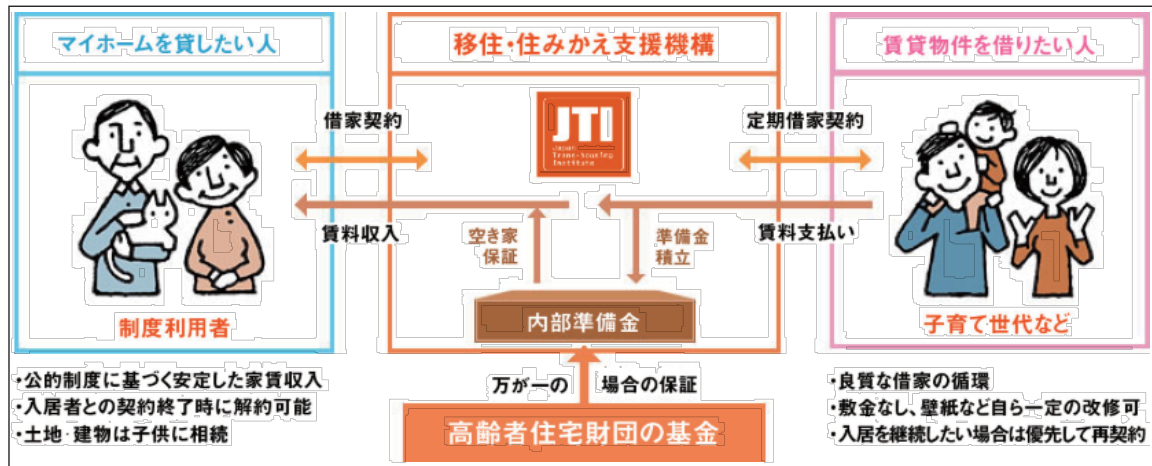 マイホームを貸したい人
移住・住みかえ支援機構
賃貸物件を借りたい人
借家契約
JTI
Japan
Trans-housing
Institute
定期借家契約
賃料収入
空き家
保証
準備金
積立
賃料支払い
内部準備金
制度利用者
子育て世代など
・公的制度に基づく安定した家賃収入
・入居者との契約終了時に解約可能
・土地・建物は子供に相続
万が一の 場合の保証
高齢者住宅財団の基金
・良質な借家の循環
・敷金なし、壁紙など自ら一定の改修可
・入居を継続したい場合は優先して再契約